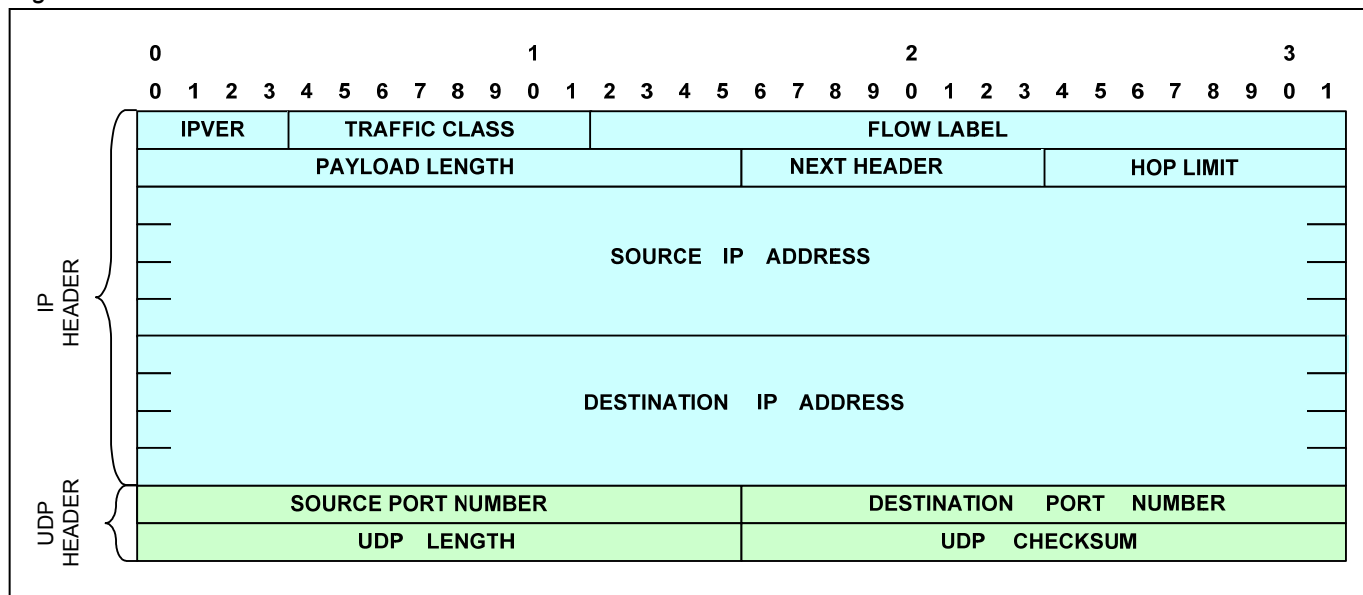 0 1 2 3
0 1 2 3 4 5 6 7 8 9 0 1 2 3 4 5 6 7 8 9 0 1 2 3 4 5 6 7 8 9 0 1
IPVER TRAFFIC CLASS FLOW LABEL
PAYLOAD LENGTH NEXT HEADER HOP LIMIT
SOURCE IP ADDRESS
IP
HEADER
DESTINATION IP ADDRESS
UDP
HEADER
SOURCE PORT NUMBER DESTINATION PORT NUMBER
UDP LENGTH UDP CHECKSUM